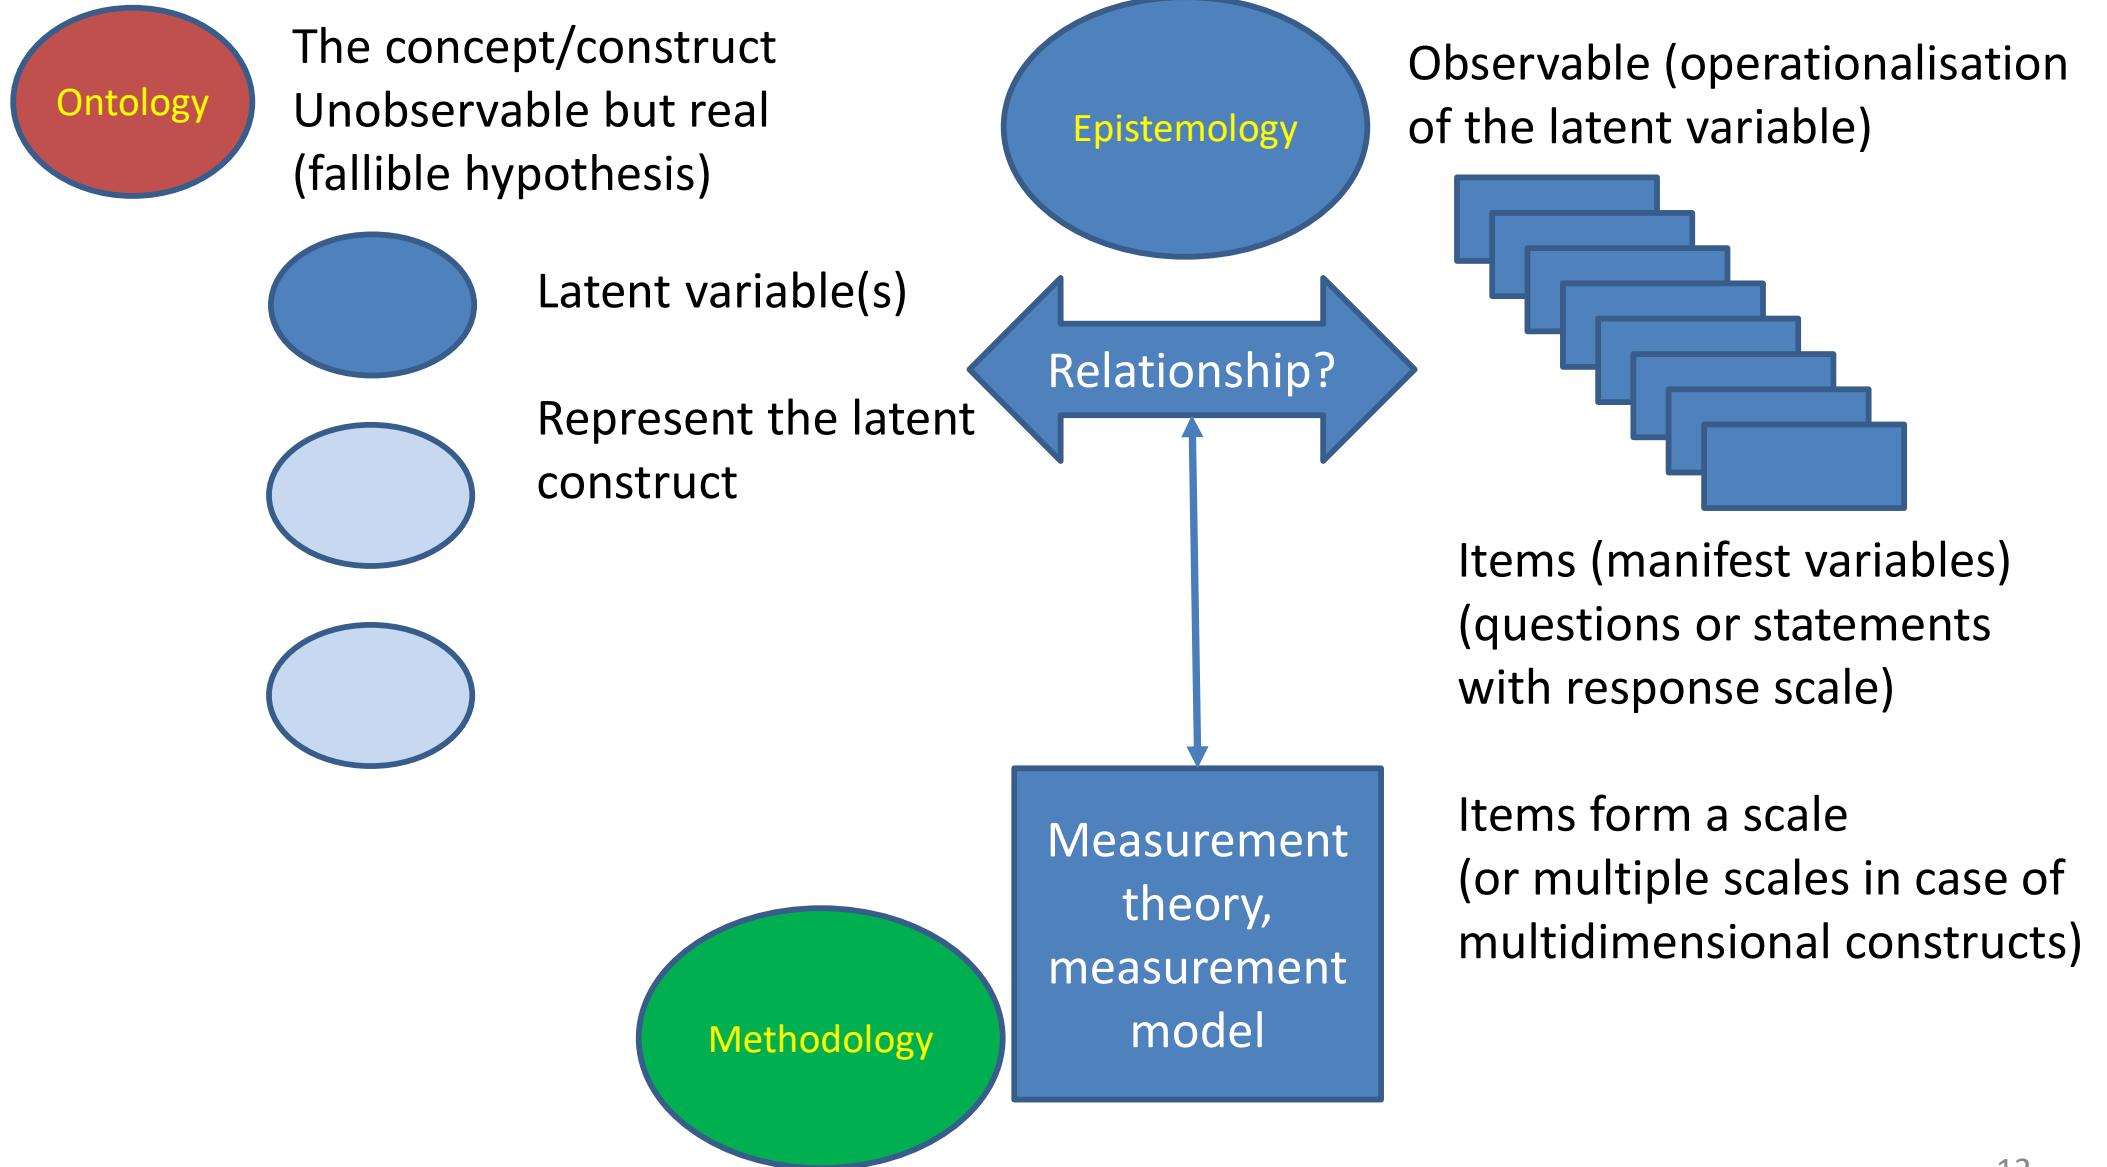 Ontology
The concept/construct
Unobservable but real
(fallible hypothesis)
Latent variable(s)
Represent the latent
construct
Epistemology
Relationship?
Observable (operationalisation
of the latent variable)
Items (manifest variables)
(questions or statements
with response scale)
Items form a scale
(or multiple scales in case of
multidimensional constructs)
Measurement
theory,
measurement
model
Methodology